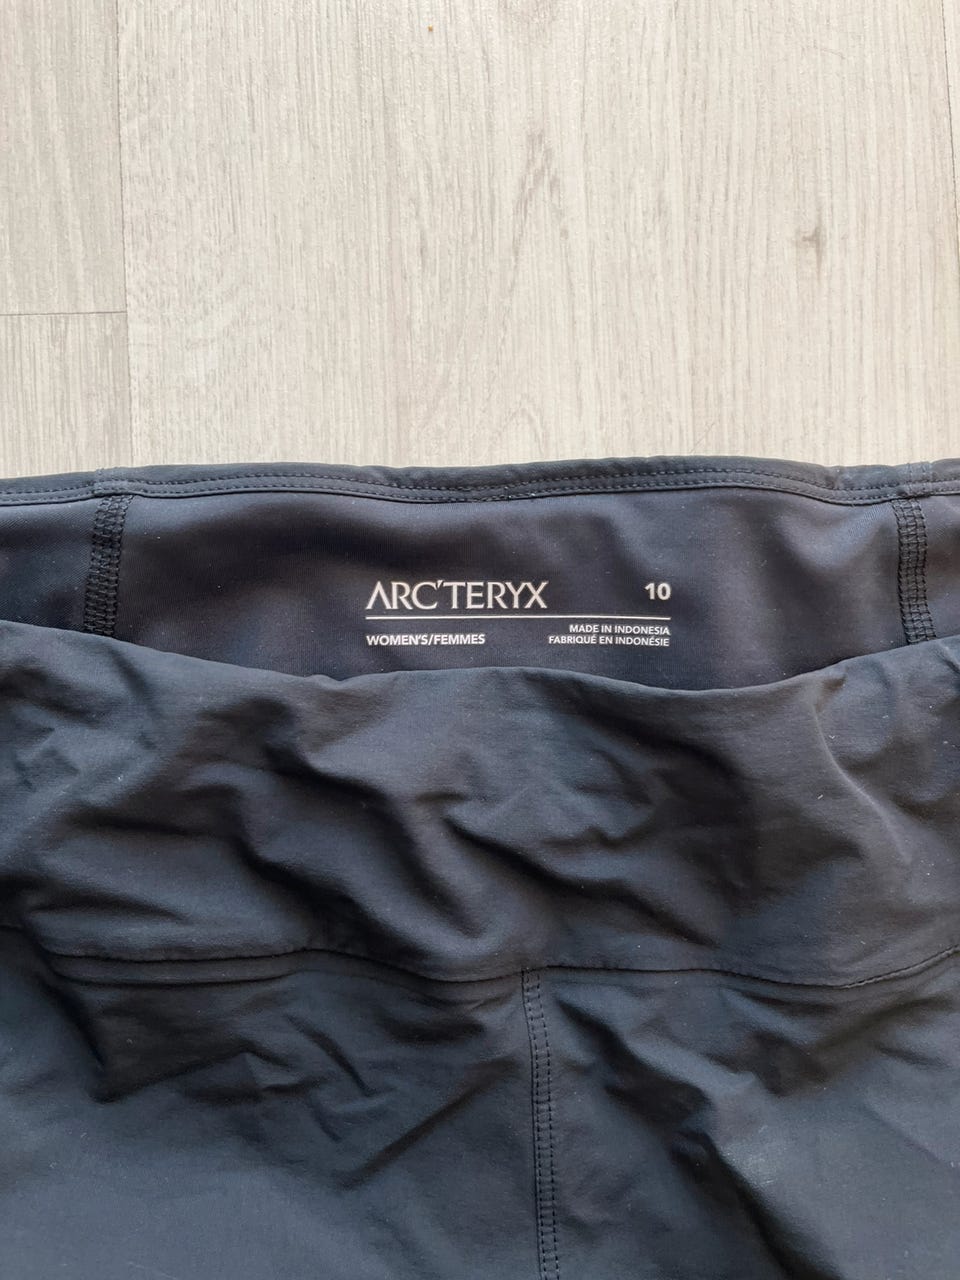 ARC'TERYX 10
WOMEN'S/FEMMES
MADE IN INDONESIA
FABRIQUÉ EN INDONÉSIE